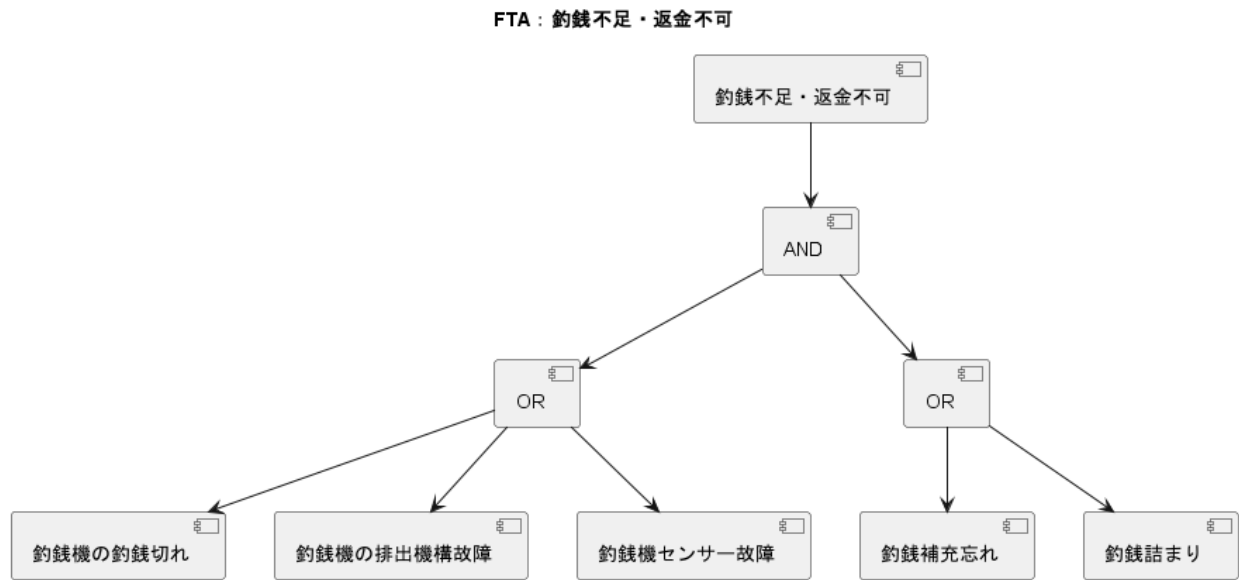 FTA：釣銭不足・返金不可
釣銭不足・返金不可
AND
OR
OR
釣銭機の釣銭切れ
釣銭機の排出機構故障
釣銭機センサー故障
釣銭補充忘れ
釣銭詰まり